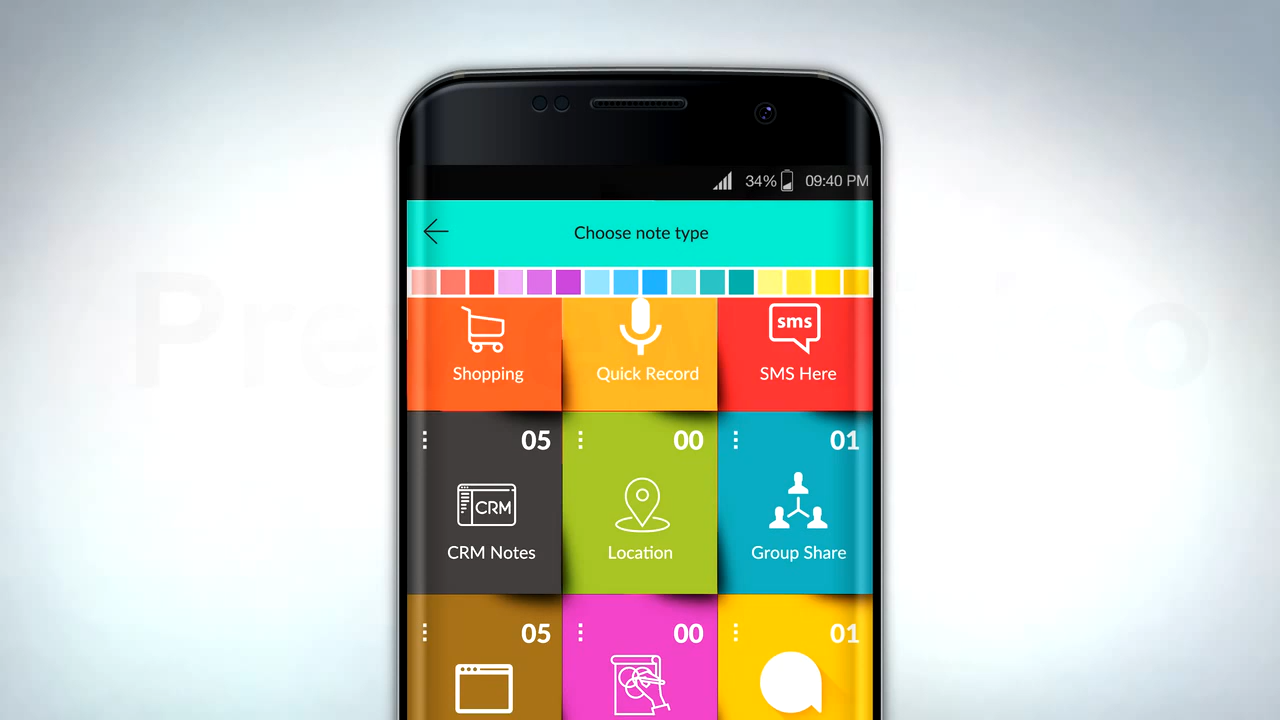 34% 09:40 PM
Choose note type
sms
Shopping Quick Record SMS Here
05 00 01
CRM
CRM Notes Location Group Share
05 00 01